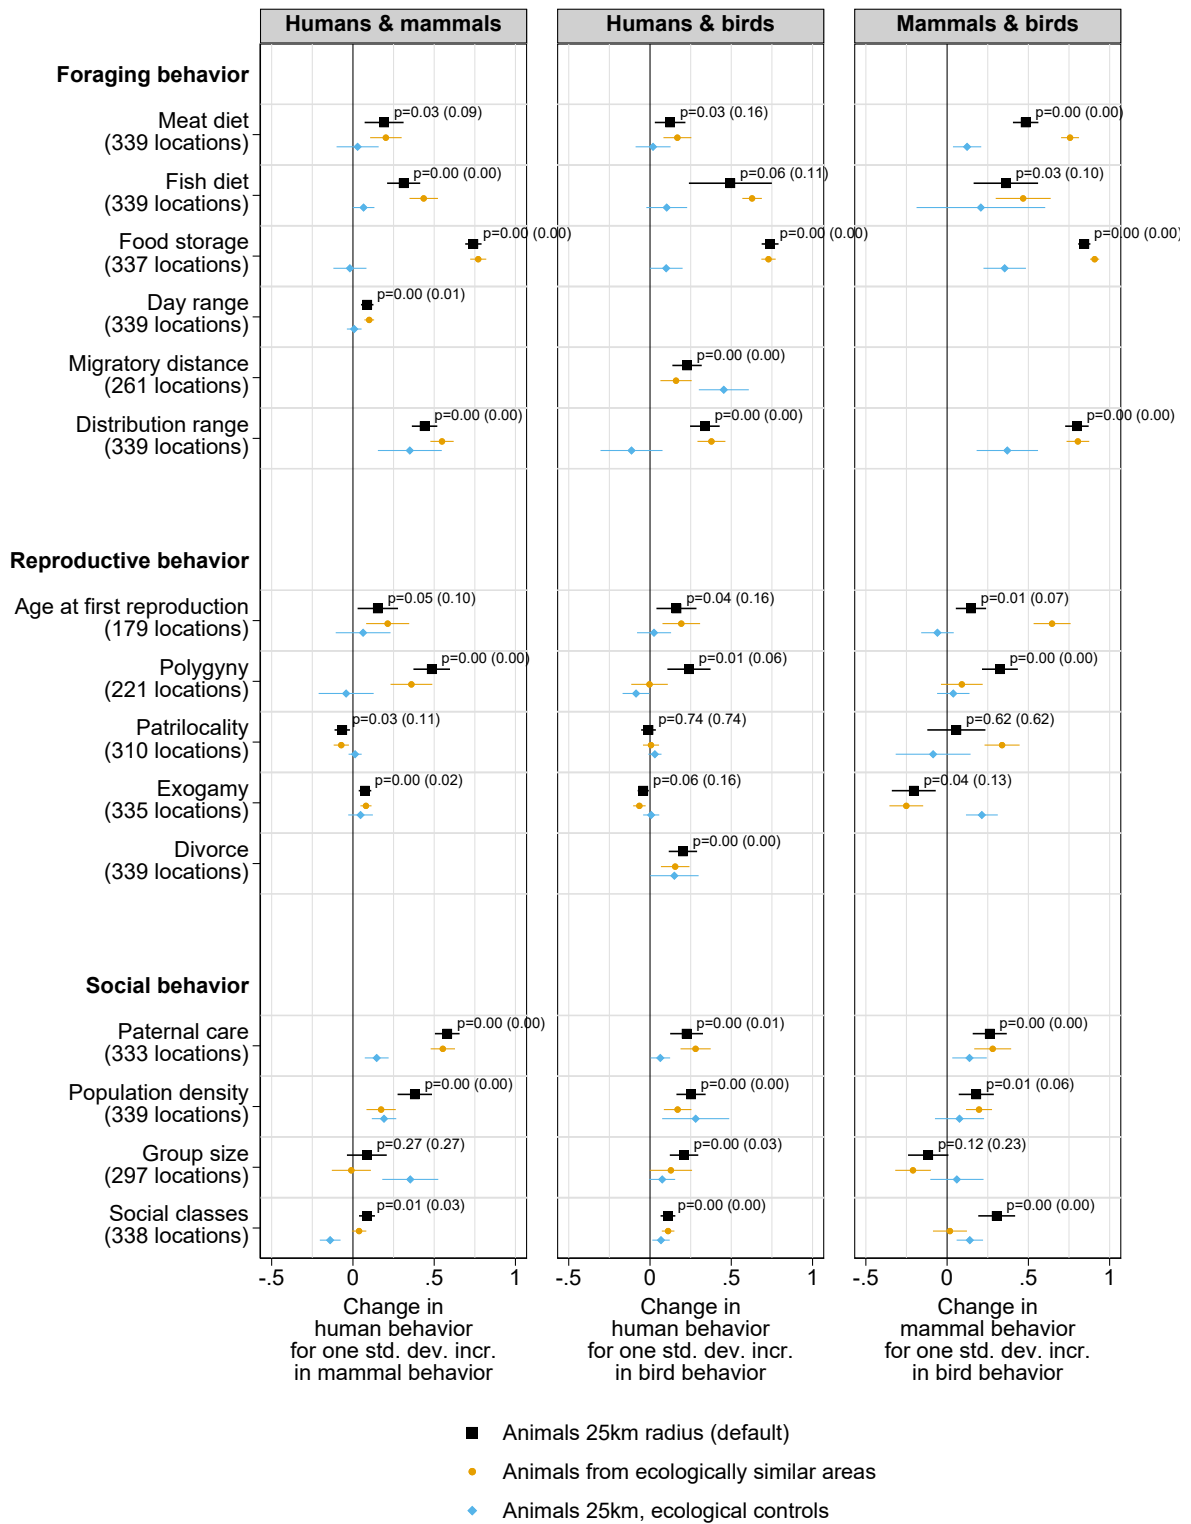 Humans & mammals
Humans & birds
Mammals & birds
Foraging behavior
Meat diet
(339 locations)
p=0.03 (0.09)
p=0.03 (0.16)
p=0.00 (0.00)
Fish diet
(339 locations)
p=0.00 (0.00)
p=0.06 (0.11)
p=0.03 (0.10)
Food storage
(337 locations)
p=0.00 (0.00)
p=0.00 (0.00)
p=0.00 (0.00)
Day range
(339 locations)
p=0.00 (0.01)
Migratory distance
(261 locations)
p=0.00 (0.00)
Distribution range
(339 locations)
p=0.00 (0.00)
p=0.00 (0.00)
p=0.00 (0.00)
Reproductive behavior
Age at first reproduction
(179 locations)
p=0.05 (0.10)
p=0.04 (0.16)
p=0.01 (0.07)
Polygyny
(221 locations)
p=0.00 (0.00)
p=0.01 (0.06)
p=0.00 (0.00)
Patrilocality
(310 locations)
p=0.03 (0.11)
p=0.74 (0.74)
p=0.62 (0.62)
Exogamy
(335 locations)
p=0.00 (0.02)
p=0.06 (0.16)
p=0.04 (0.13)
Divorce
(339 locations)
p=0.00 (0.00)
Social behavior
Paternal care
(333 locations)
p=0.00 (0.00)
p=0.00 (0.01)
p=0.00 (0.00)
Population density
(339 locations)
p=0.00 (0.00)
p=0.00 (0.00)
p=0.01 (0.06)
Group size
(297 locations)
p=0.27 (0.27)
p=0.00 (0.03)
p=0.12 (0.23)
Social classes
(338 locations)
p=0.01 (0.03)
p=0.00 (0.00)
p=0.00 (0.00)
-.5 0 .5 1
-.5 0 .5 1
-.5 0 .5 1
Change in
human behavior
for one std. dev. incr.
in mammal behavior
Change in
human behavior
for one std. dev. incr.
in bird behavior
Change in
mammal behavior
for one std. dev. incr.
in bird behavior
Animals 25km radius (default)
Animals from ecologically similar areas
Animals 25km, ecological controls